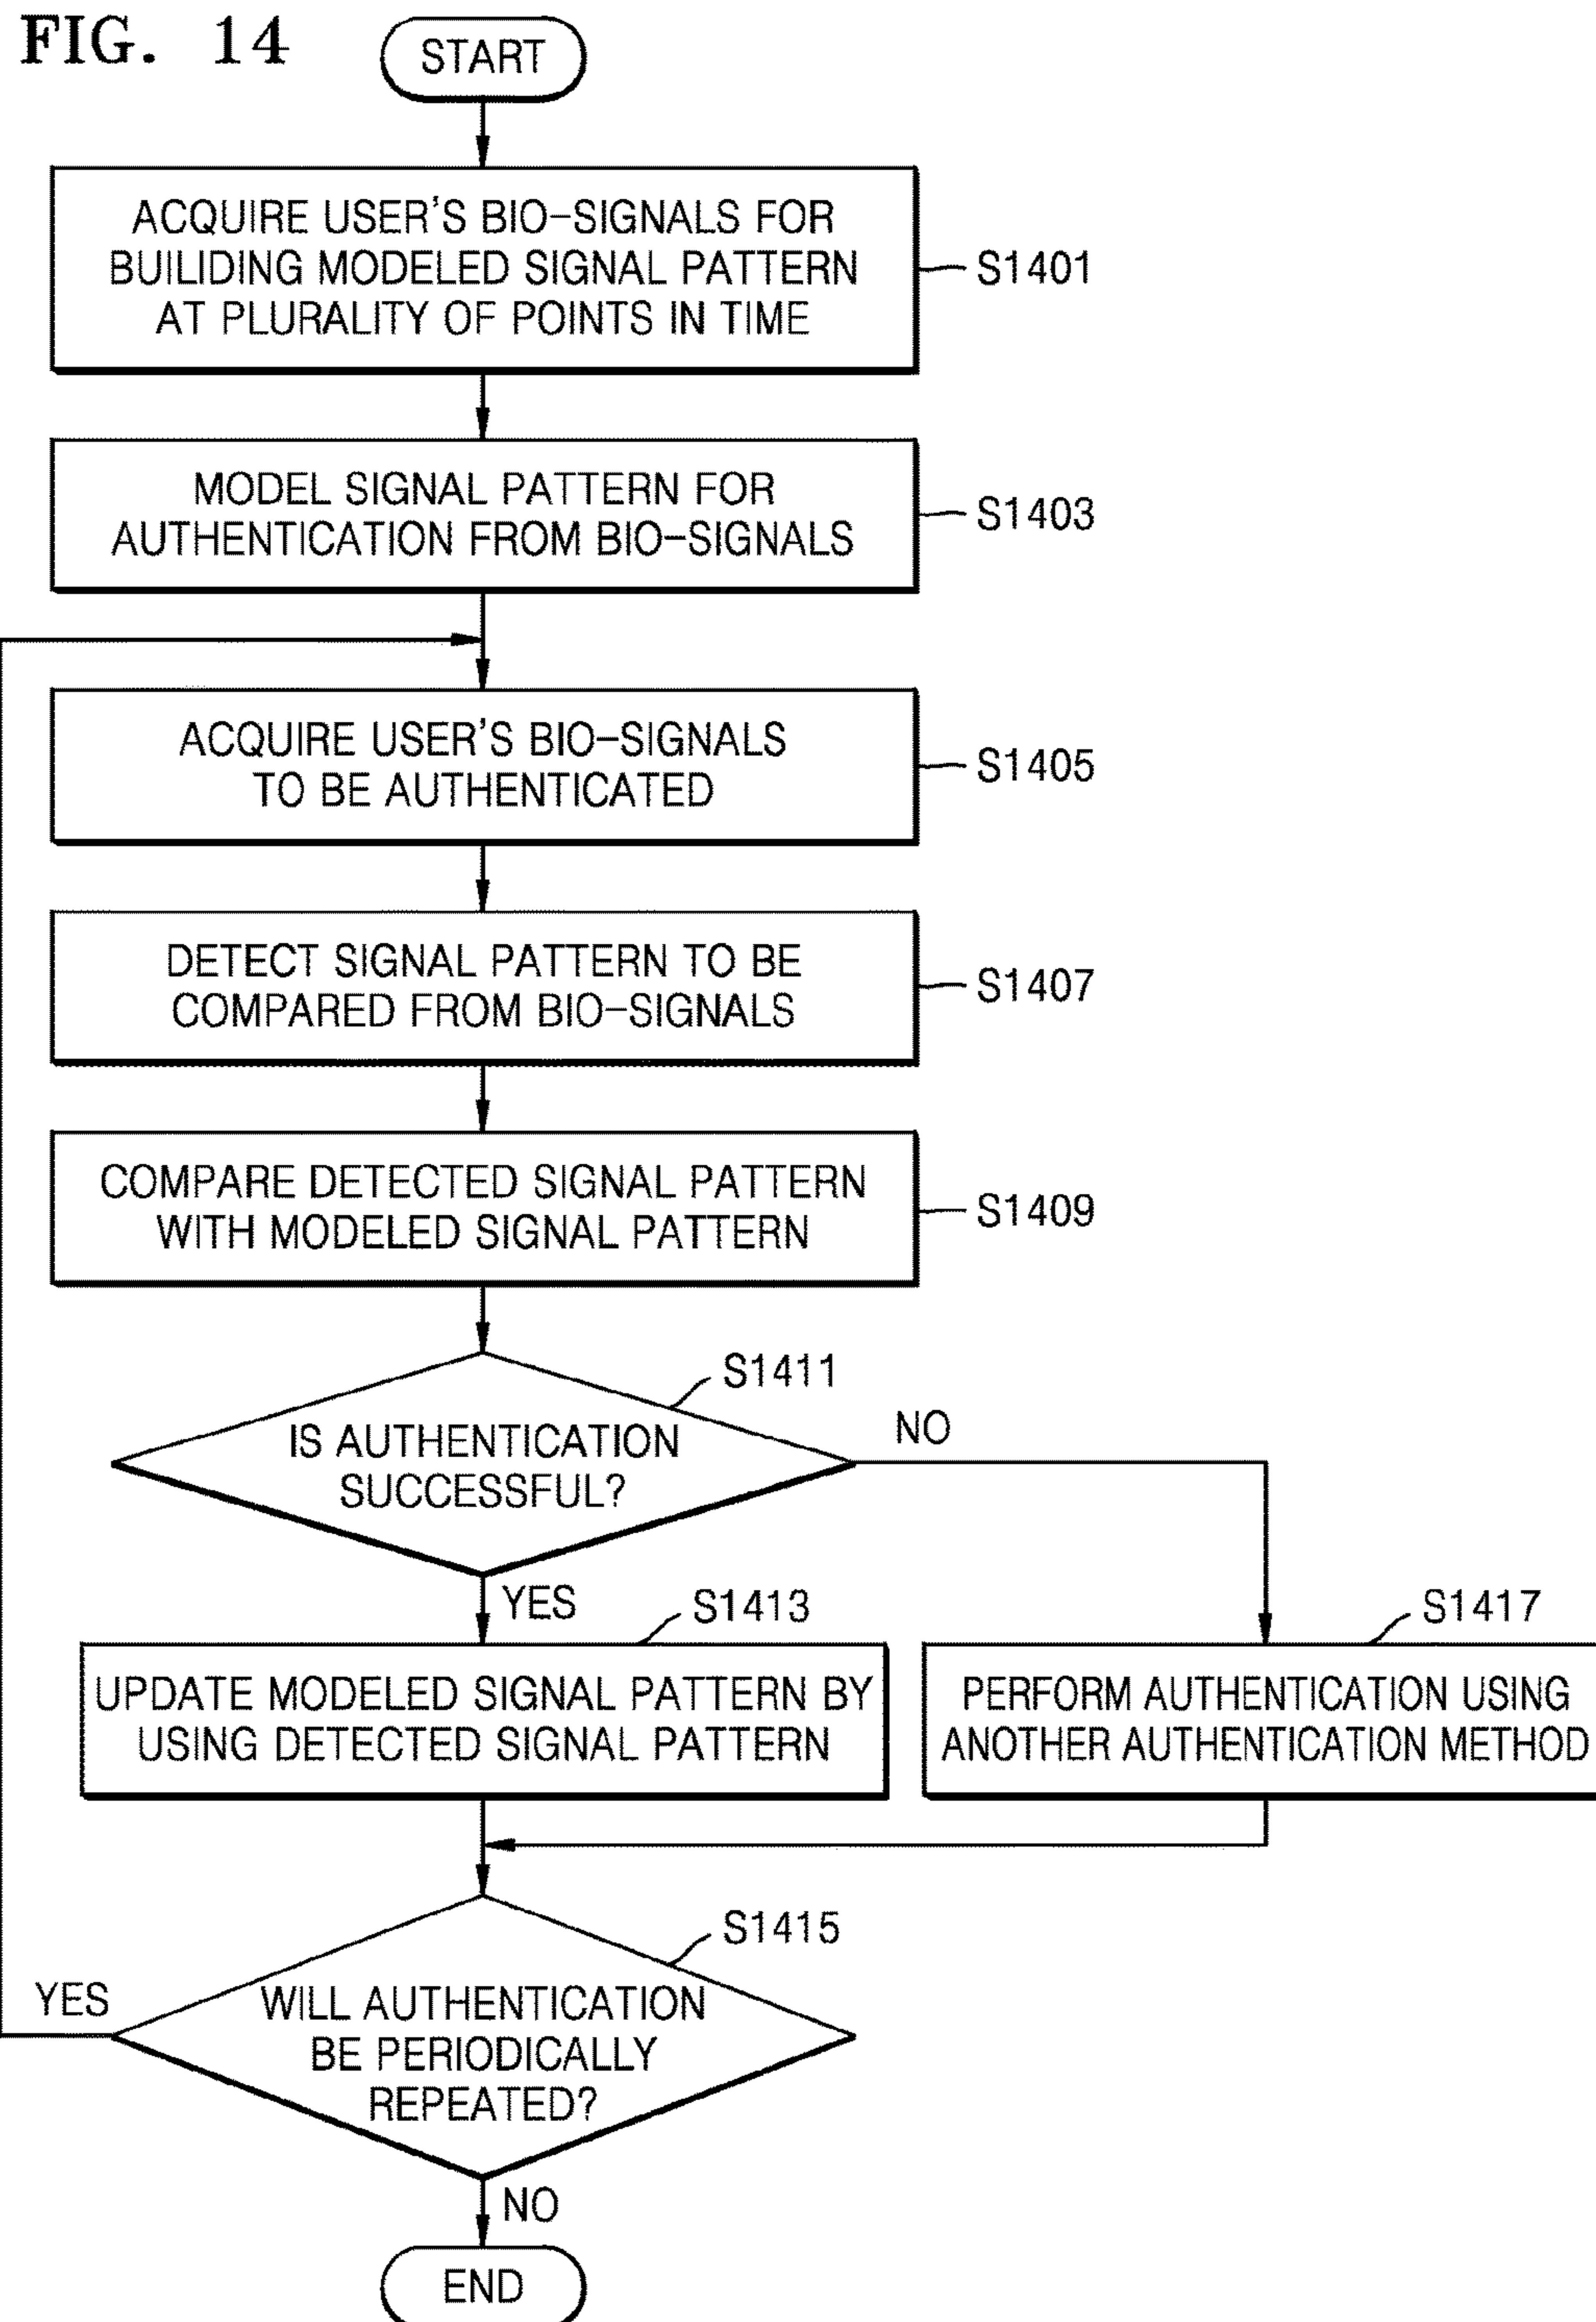 FIG. 14
START
ACQUIRE USER'S BIO-SIGNALS FOR
BUILIDING MODELED SIGNAL PATTERN
AT PLURALITY OF POINTS IN TIME
S1401
MODEL SIGNAL PATTERN FOR
AUTHENTICATION FROM BIO-SIGNALS
S1403
ACQUIRE USER'S BIO-SIGNALS
TO BE AUTHENTICATED
S1405
DETECT SIGNAL PATTERN TO BE
COMPARED FROM BIO-SIGNALS
S1407
COMPARE DETECTED SIGNAL PATTERN
WITH MODELED SIGNAL PATTERN
S1409
S1411
IS AUTHENTICATION
SUCCESSFUL?
NO
YES
S1413
UPDATE MODELED SIGNAL PATTERN BY
USING DETECTED SIGNAL PATTERN
S1417
PERFORM AUTHENTICATION USING
ANOTHER AUTHENTICATION METHOD
S1415
YES
WILL AUTHENTICATION
BE PERIODICALLY
REPEATED?
NO
END